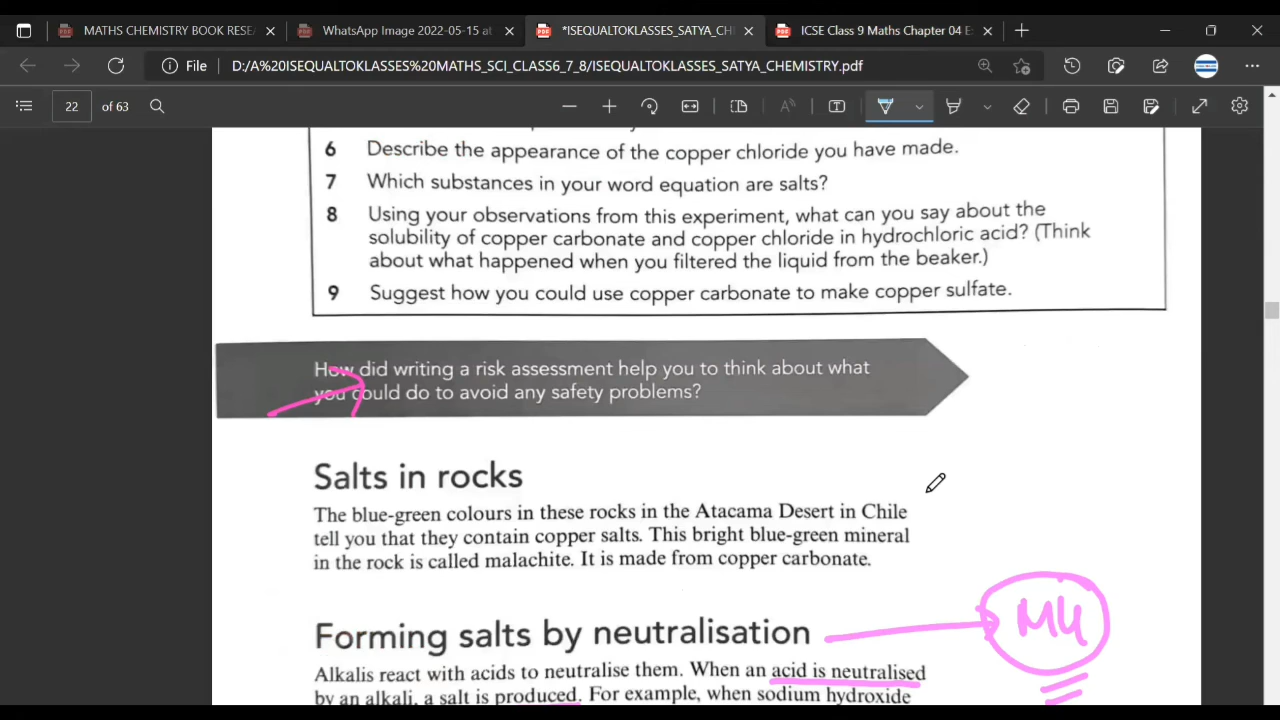 MATHS CHEMISTRY BOOK RESE
WhatsApp Image 2022-05-15 at
*ISEQUALTOKLASSES_SATYA_CHE
ICSE Class 9 Maths Chapter 04 E
File
D:/A%20ISEQUALTOKLASSES%20MATHS_SCI_CLASS6_7_8/ISEQUALTOKLASSES_SATYA_CHEMISTRY.pdf
22 of 63
6 Describe the appearance of the copper chloride you have made.
7 Which substances in your word equation are salts?
8 Using your observations from this experiment, what can you say about the
solubility of copper carbonate and copper chloride in hydrochloric acid? (Think
about what happened when you filtered the liquid from the beaker.)
9 Suggest how you could use copper carbonate to make copper sulfate.
How did writing a risk assessment help you to think about what
you could do to avoid any safety problems?
Salts in rocks
The blue-green colours in these rocks in the Atacama Desert in Chile
tell you that they contain copper salts. This bright blue-green mineral
in the rock is called malachite. It is made from copper carbonate.
Forming salts by neutralisation
Alkalis react with acids to neutralise them. When an acid is neutralised
by an alkali, a salt is produced. For example, when sodium hydroxide